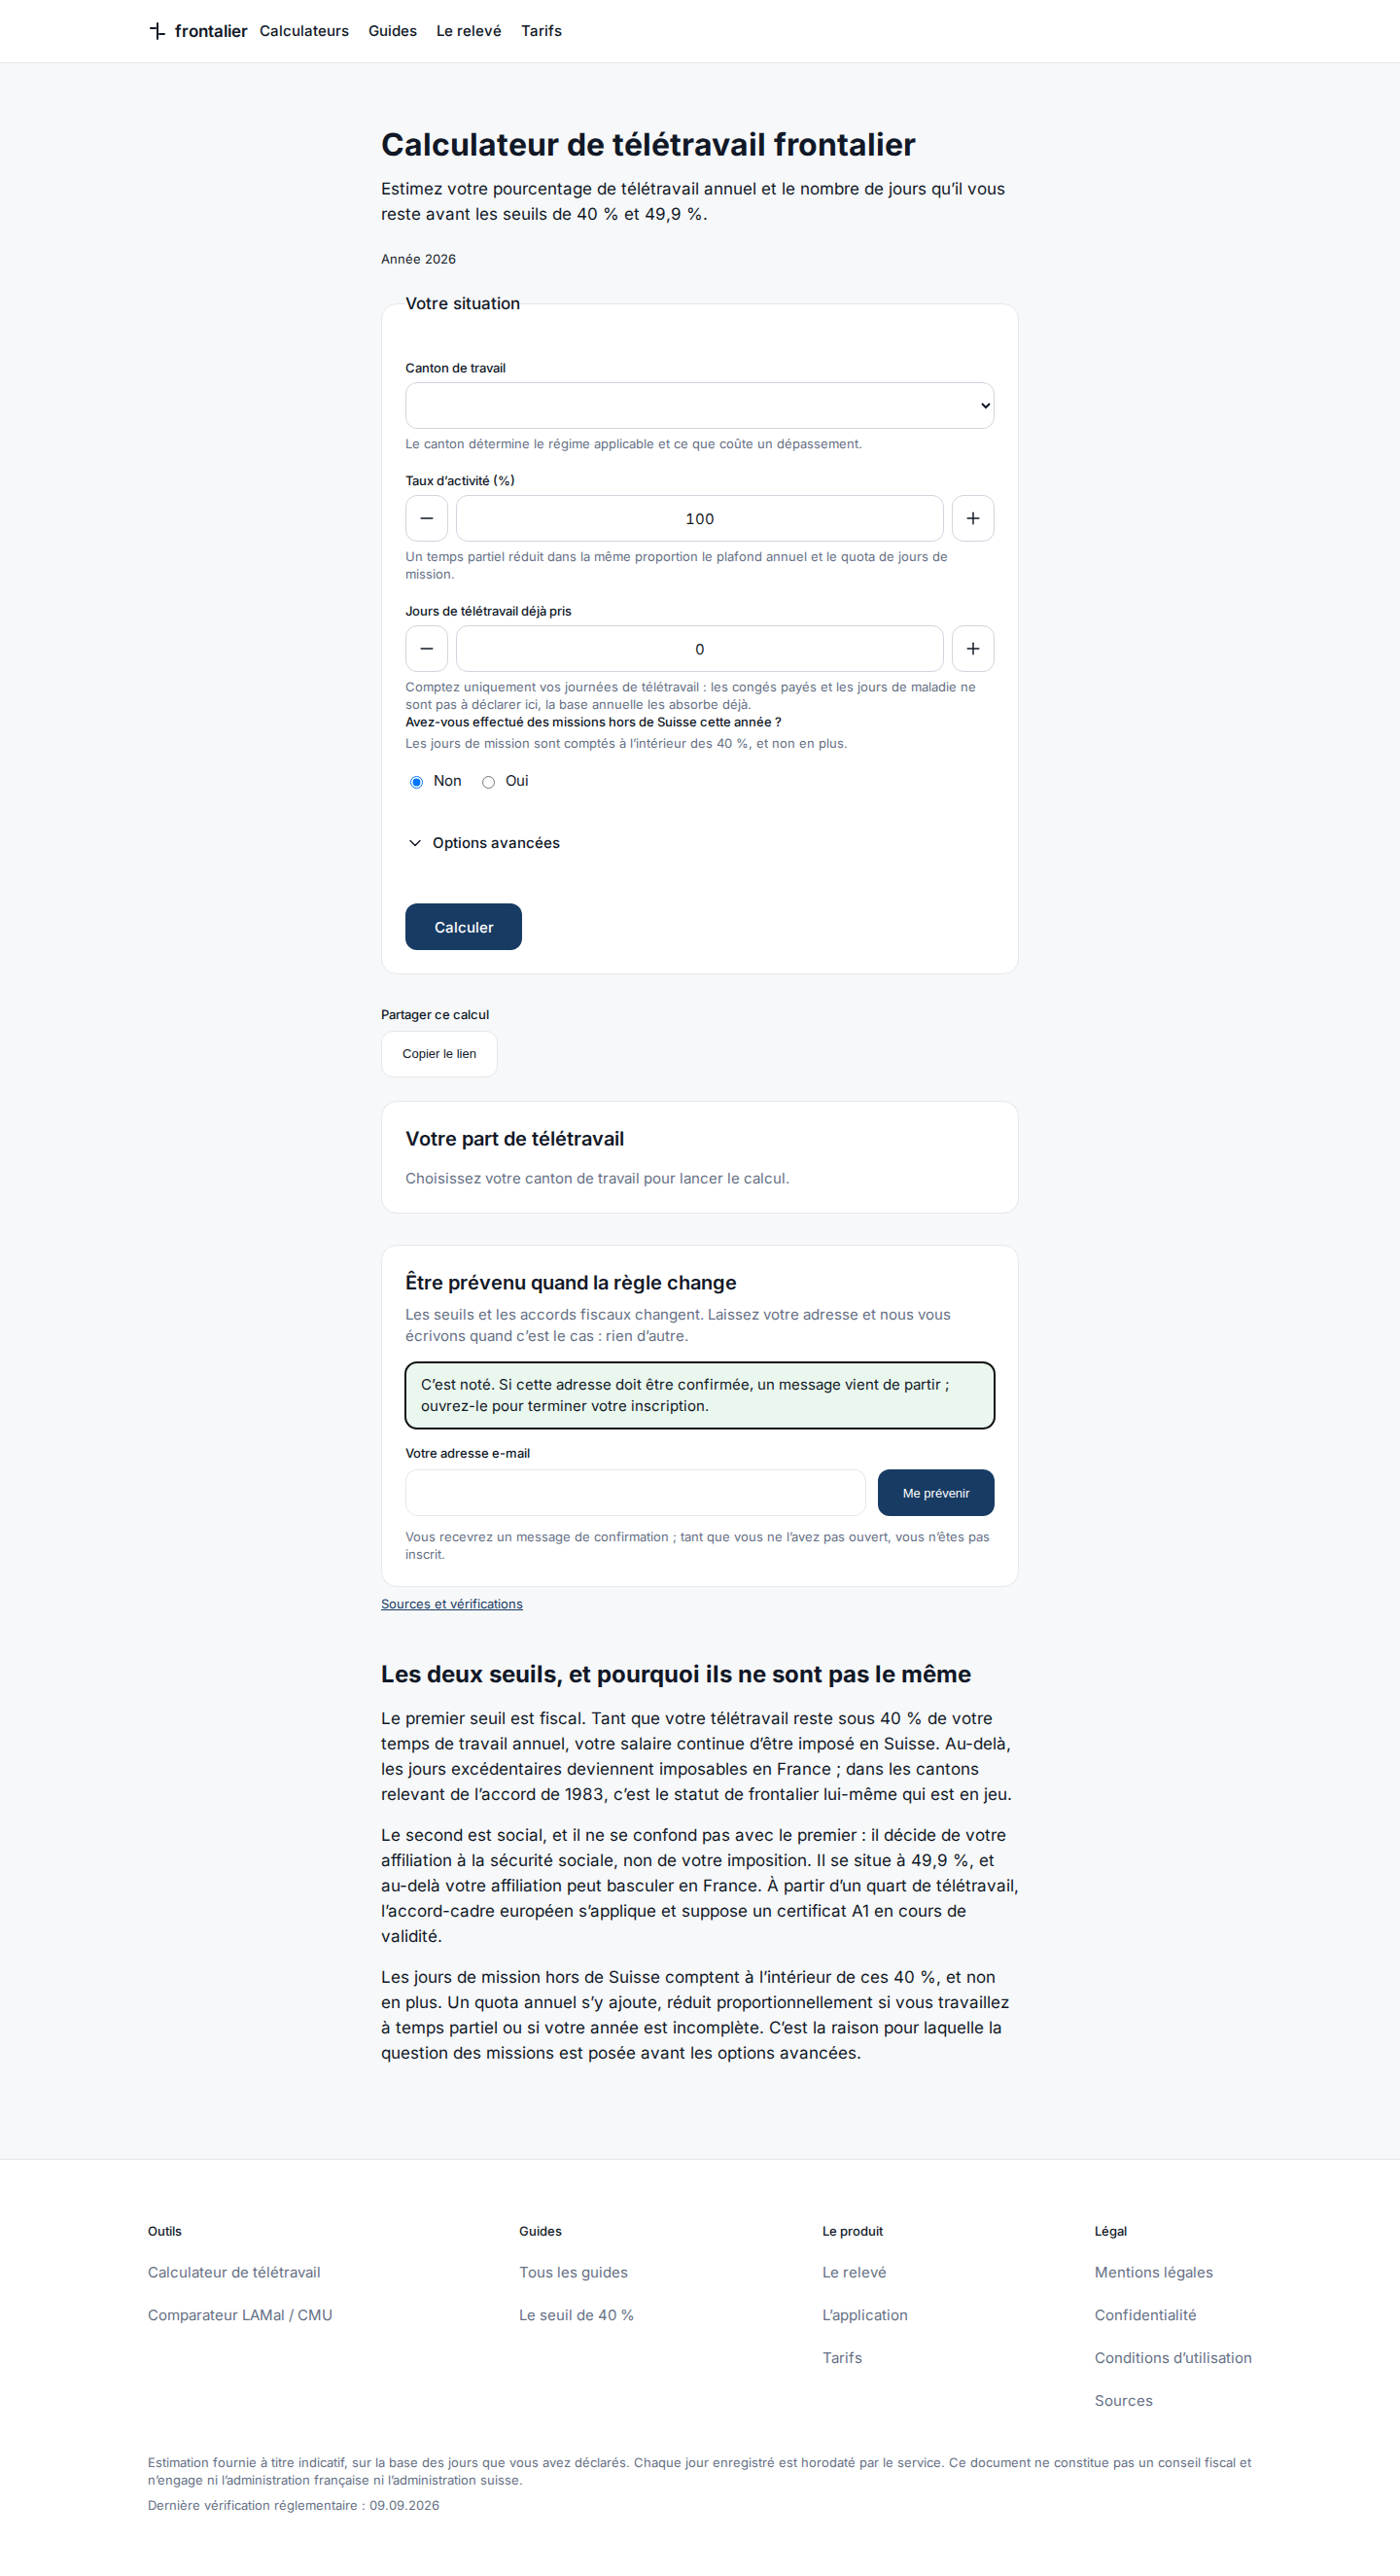 frontalier Calculateurs Guides Le relevé Tarifs
Calculateur de télétravail frontalier
Estimez votre pourcentage de télétravail annuel et le nombre de jours qu’il vous
reste avant les seuils de 40 % et 49,9 %.
Année 2026
Votre situation
Canton de travail
Le canton détermine le régime applicable et ce que coûte un dépassement.
Taux d’activité (%)
100
Un temps partiel réduit dans la même proportion le plafond annuel et le quota de jours de
mission.
Jours de télétravail déjà pris
0
Comptez uniquement vos journées de télétravail : les congés payés et les jours de maladie ne
sont pas à déclarer ici, la base annuelle les absorbe déjà.
Avez-vous effectué des missions hors de Suisse cette année ?
Les jours de mission sont comptés à l’intérieur des 40 %, et non en plus.
Non Oui
Options avancées
Calculer
Partager ce calcul
Copier le lien
Votre part de télétravail
Choisissez votre canton de travail pour lancer le calcul.
Être prévenu quand la règle change
Les seuils et les accords fiscaux changent. Laissez votre adresse et nous vous
écrivons quand c’est le cas : rien d’autre.
C’est noté. Si cette adresse doit être confirmée, un message vient de partir ;
ouvrez-le pour terminer votre inscription.
Votre adresse e-mail
Me prévenir
Vous recevrez un message de confirmation ; tant que vous ne l’avez pas ouvert, vous n’êtes pas
inscrit.
Sources et vérifications
Les deux seuils, et pourquoi ils ne sont pas le même
Le premier seuil est fiscal. Tant que votre télétravail reste sous 40 % de votre
temps de travail annuel, votre salaire continue d’être imposé en Suisse. Au-delà,
les jours excédentaires deviennent imposables en France ; dans les cantons
relevant de l’accord de 1983, c’est le statut de frontalier lui-même qui est en jeu.
Le second est social, et il ne se confond pas avec le premier : il décide de votre
affiliation à la sécurité sociale, non de votre imposition. Il se situe à 49,9 %, et
au-delà votre affiliation peut basculer en France. À partir d’un quart de télétravail,
l’accord-cadre européen s’applique et suppose un certificat A1 en cours de
validité.
Les jours de mission hors de Suisse comptent à l’intérieur de ces 40 %, et non
en plus. Un quota annuel s’y ajoute, réduit proportionnellement si vous travaillez
à temps partiel ou si votre année est incomplète. C’est la raison pour laquelle la
question des missions est posée avant les options avancées.
Outils
Calculateur de télétravail
Comparateur LAMal / CMU
Guides
Tous les guides
Le seuil de 40 %
Le produit
Le relevé
L’application
Tarifs
Légal
Mentions légales
Confidentialité
Conditions d’utilisation
Sources
Estimation fournie à titre indicatif, sur la base des jours que vous avez déclarés. Chaque jour enregistré est horodaté par le service. Ce document ne constitue pas un conseil fiscal et
n’engage ni l’administration française ni l’administration suisse.
Dernière vérification réglementaire : 09.09.2026